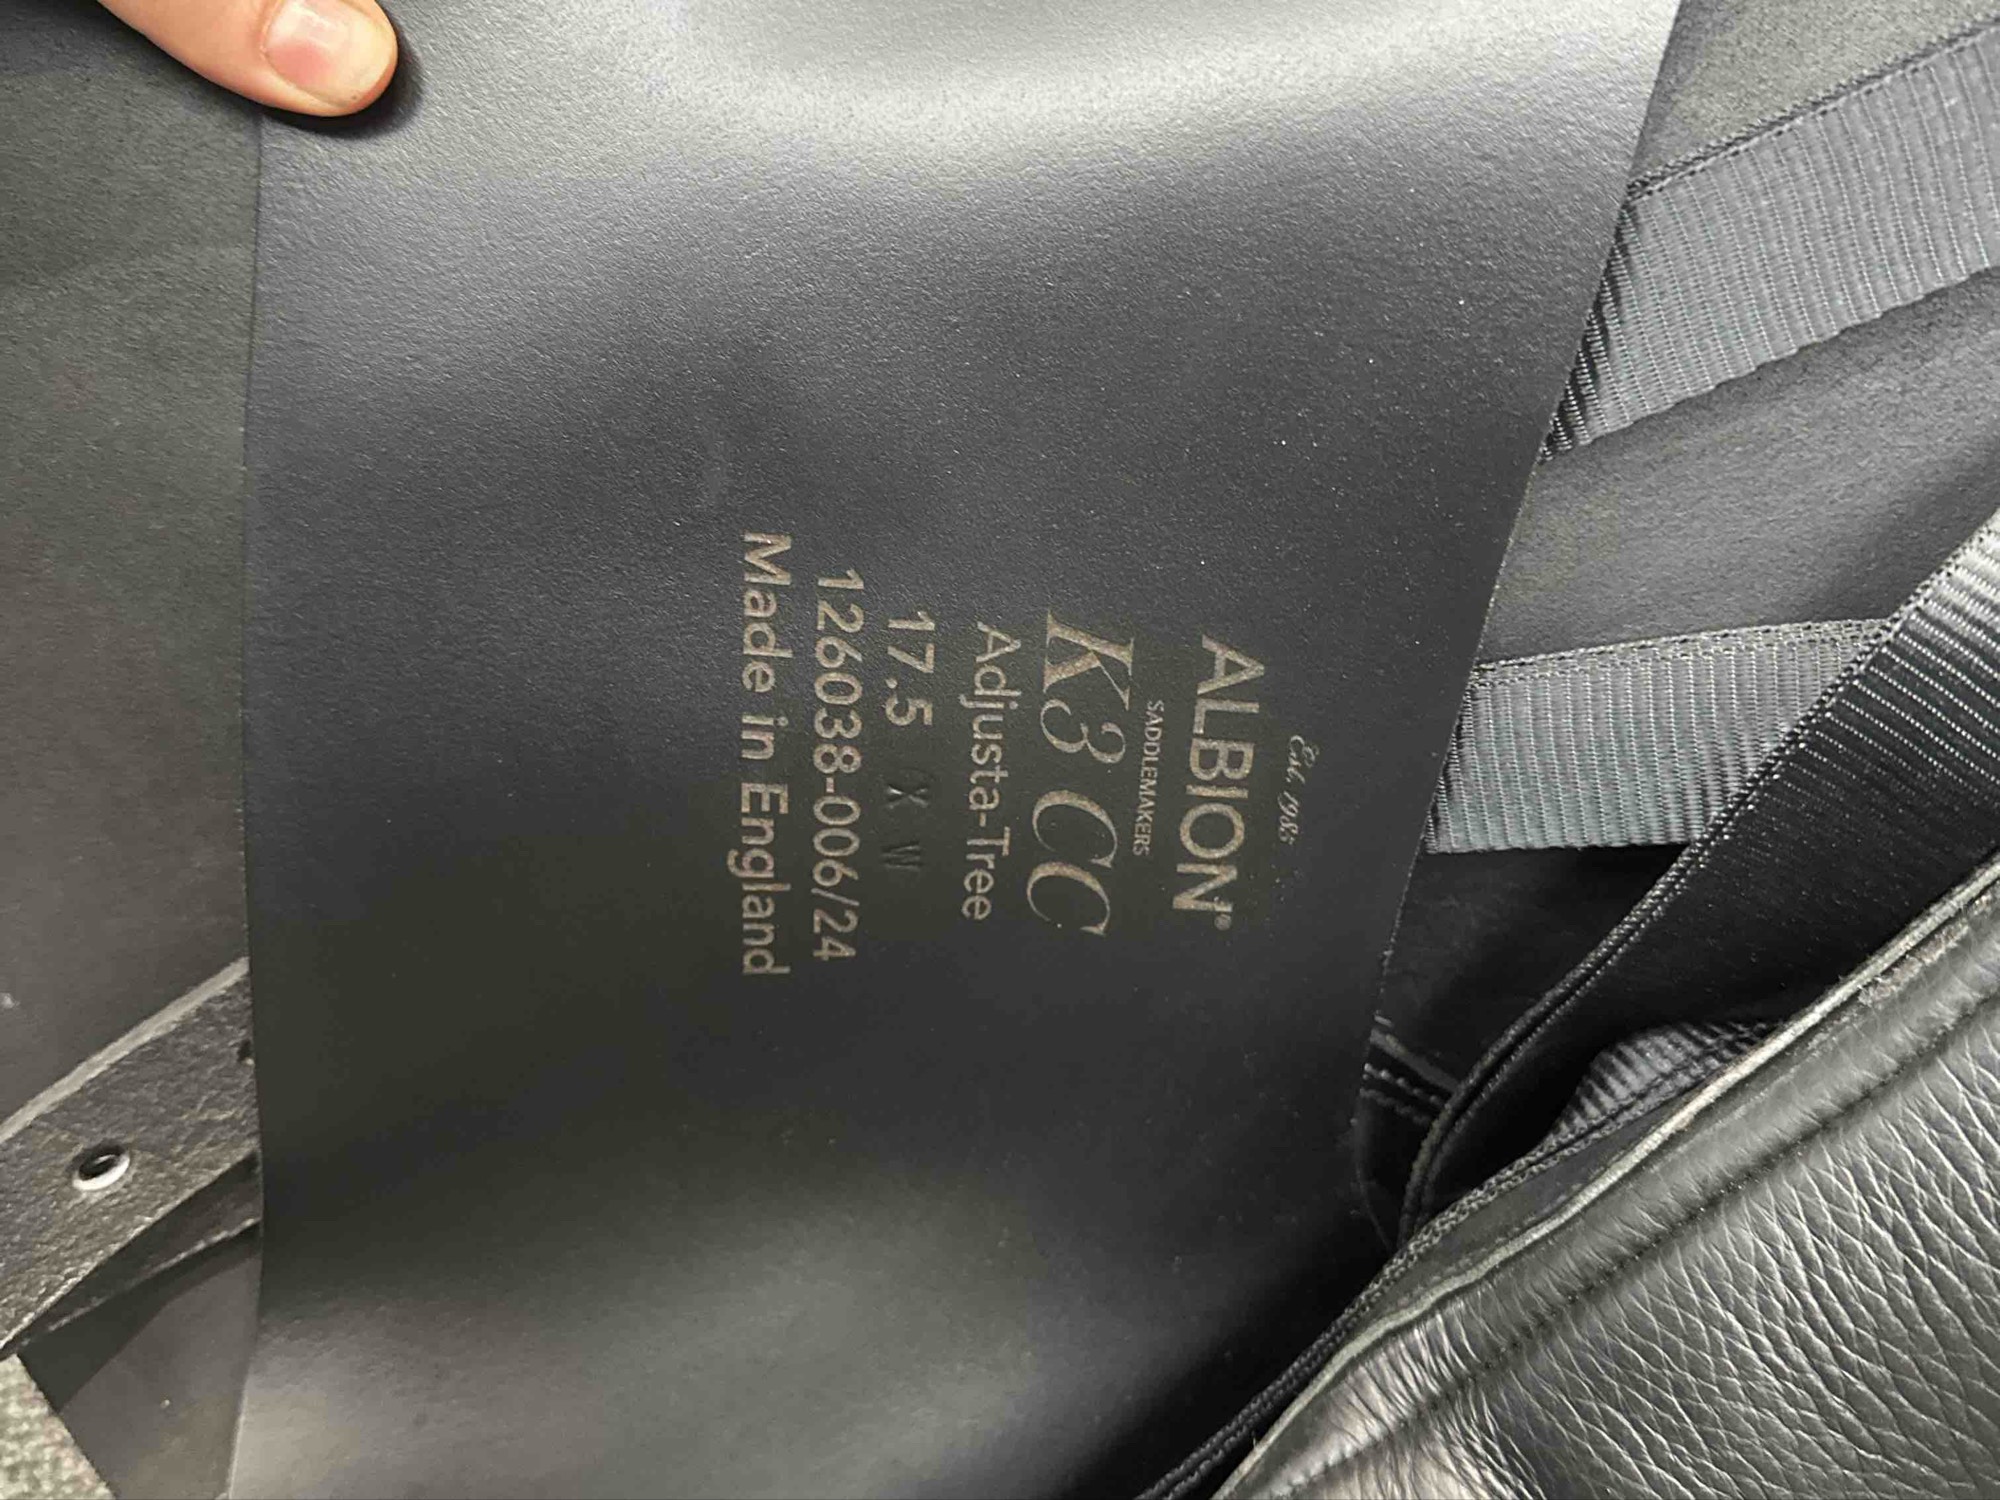 Est. 1985
ALBION®
SADDLEMAKERS
K3 CC
Adjusta-Tree
17.5 X W
126038-006/24
Made in England